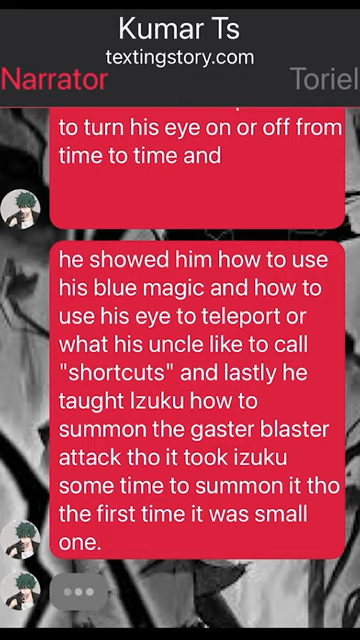 Kumar Ts
textingstory.com
Narrator
Toriel
to turn his eye on or off from
time to time and
he showed him how to use
his blue magic and how to
use his eye to teleport or
what his uncle like to call
"shortcuts" and lastly he
taught Izuku how to
summon the gaster blaster
attack tho it took izuku
some time to summon it tho
the first time it was small
one.